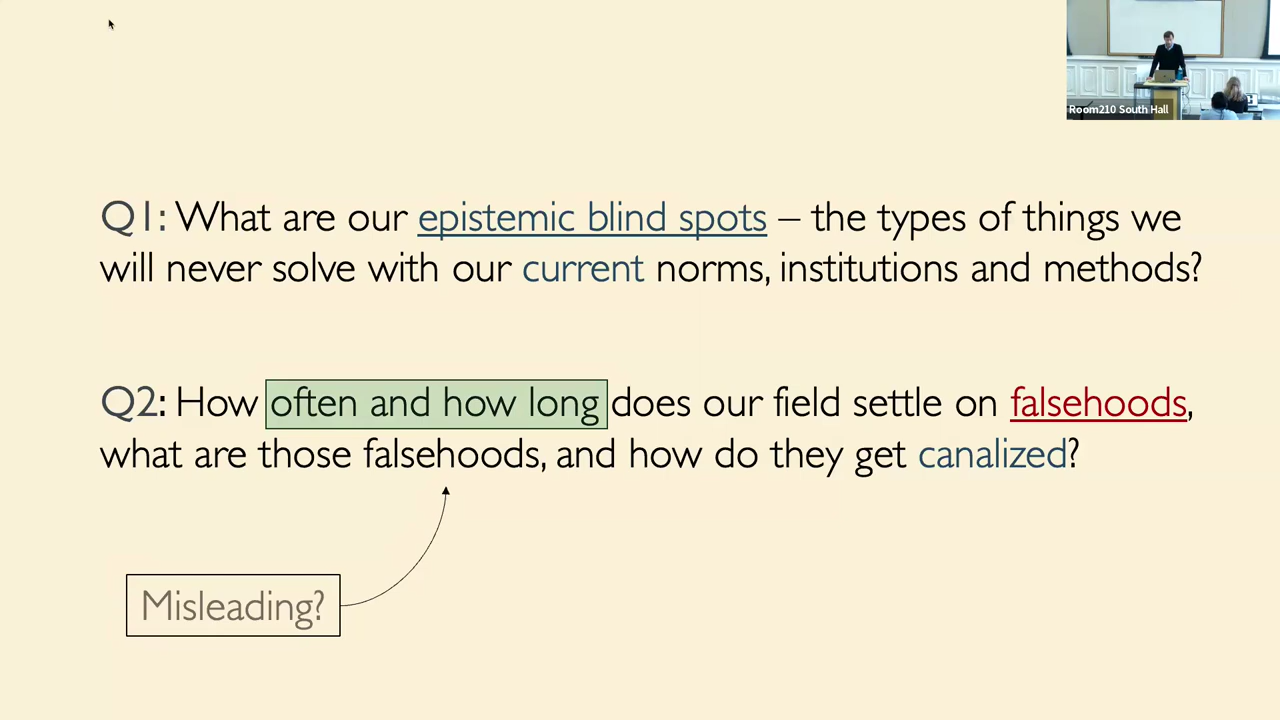 Room210 South Hall
Q1: What are our epistemic blind spots – the types of things we
will never solve with our current norms, institutions and methods?
Q2: How often and how long does our field settle on falsehoods,
what are those falsehoods, and how do they get canalized?
Misleading?